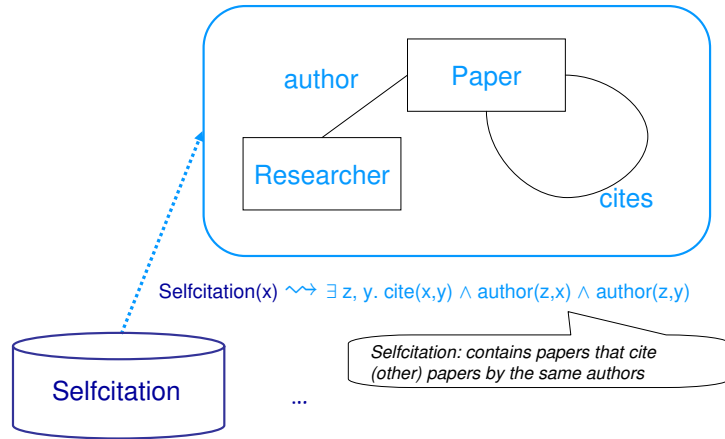 author
Paper
Researcher
cites
Selfcitation(x) ⇝ ∃ z, y. cite(x,y) ∧ author(z,x) ∧ author(z,y)
Selfcitation: contains papers that cite
(other) papers by the same authors
Selfcitation
...